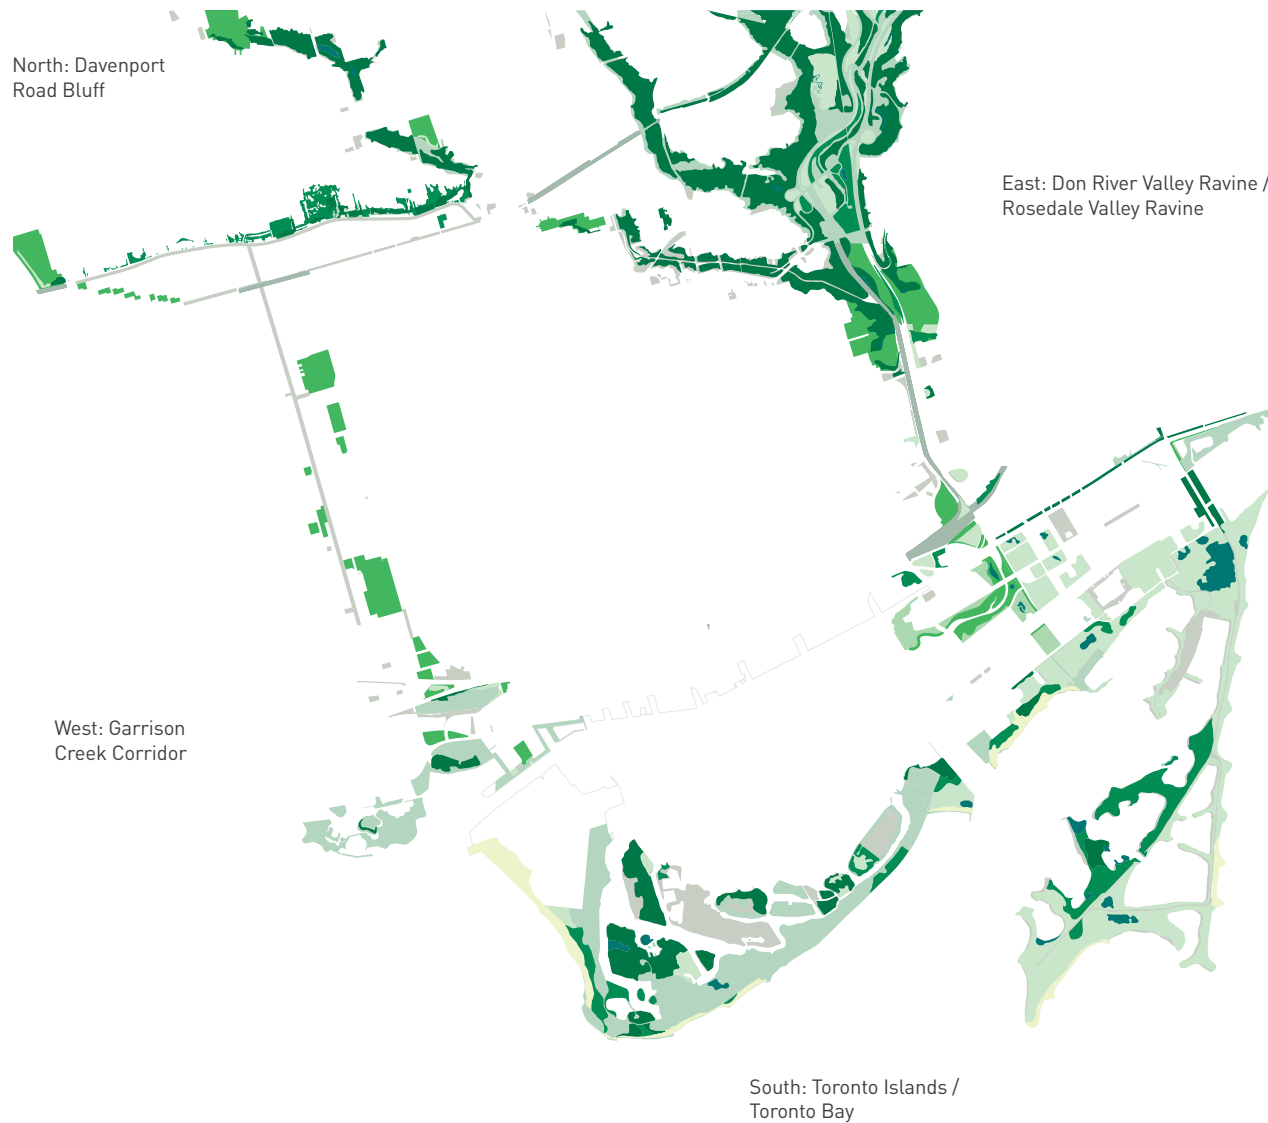 North: Davenport
Road Bluff
East: Don River Valley Ravine /
Rosedale Valley Ravine
West: Garrison
Creek Corridor
South: Toronto Islands /
Toronto Bay